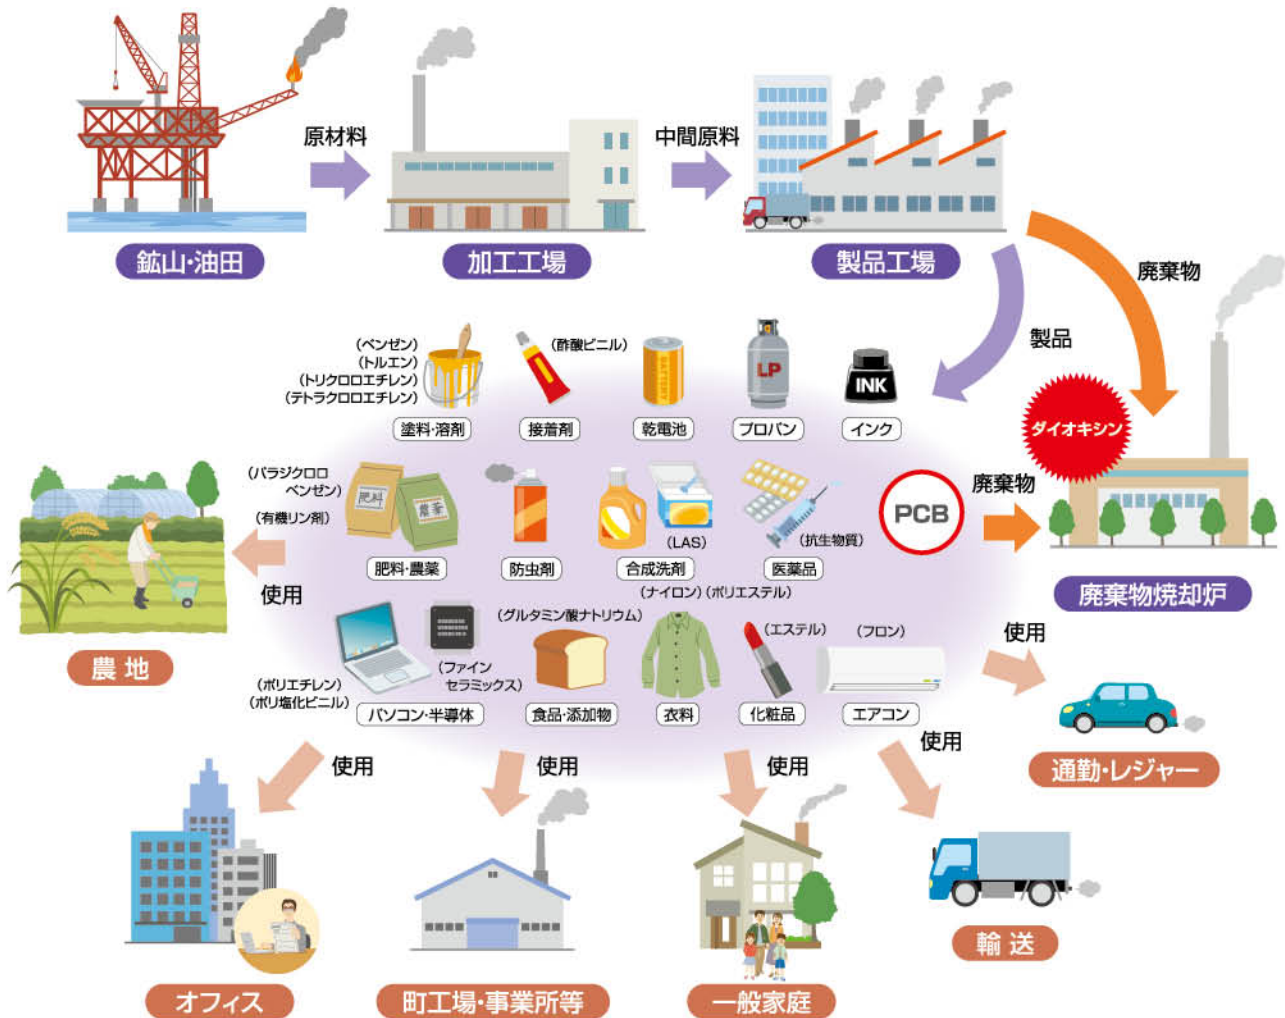 原材料
中間原料
鉱山・油田
加工工場
製品工場
廃棄物
製品
(ベンゼン)
(トルエン)
(トリクロロエチレン)
(テトラクロロエチレン)
(酢酸ビニル)
BATTERY
LP
INK
塗料・溶剤
接着剤
乾電池
プロパン
インク
ダイオキシン
(パラジクロロ
ベンゼン)
(有機リン剤)
肥料
農薬
(LAS)
(抗生物質)
PCB
廃棄物
肥料・農薬
防虫剤
合成洗剤
医薬品
廃棄物焼却炉
使用
農地
(ナイロン)(ポリエステル)
(グルタミン酸ナトリウム)
(エステル)
(フロン)
(ファイン
セラミックス)
(ポリエチレン)
(ポリ塩化ビニル)
パソコン・半導体
食品・添加物
衣料
化粧品
エアコン
使用
通勤・レジャー
使用
使用
使用
使用
輸送
オフィス
町工場・事業所等
一般家庭